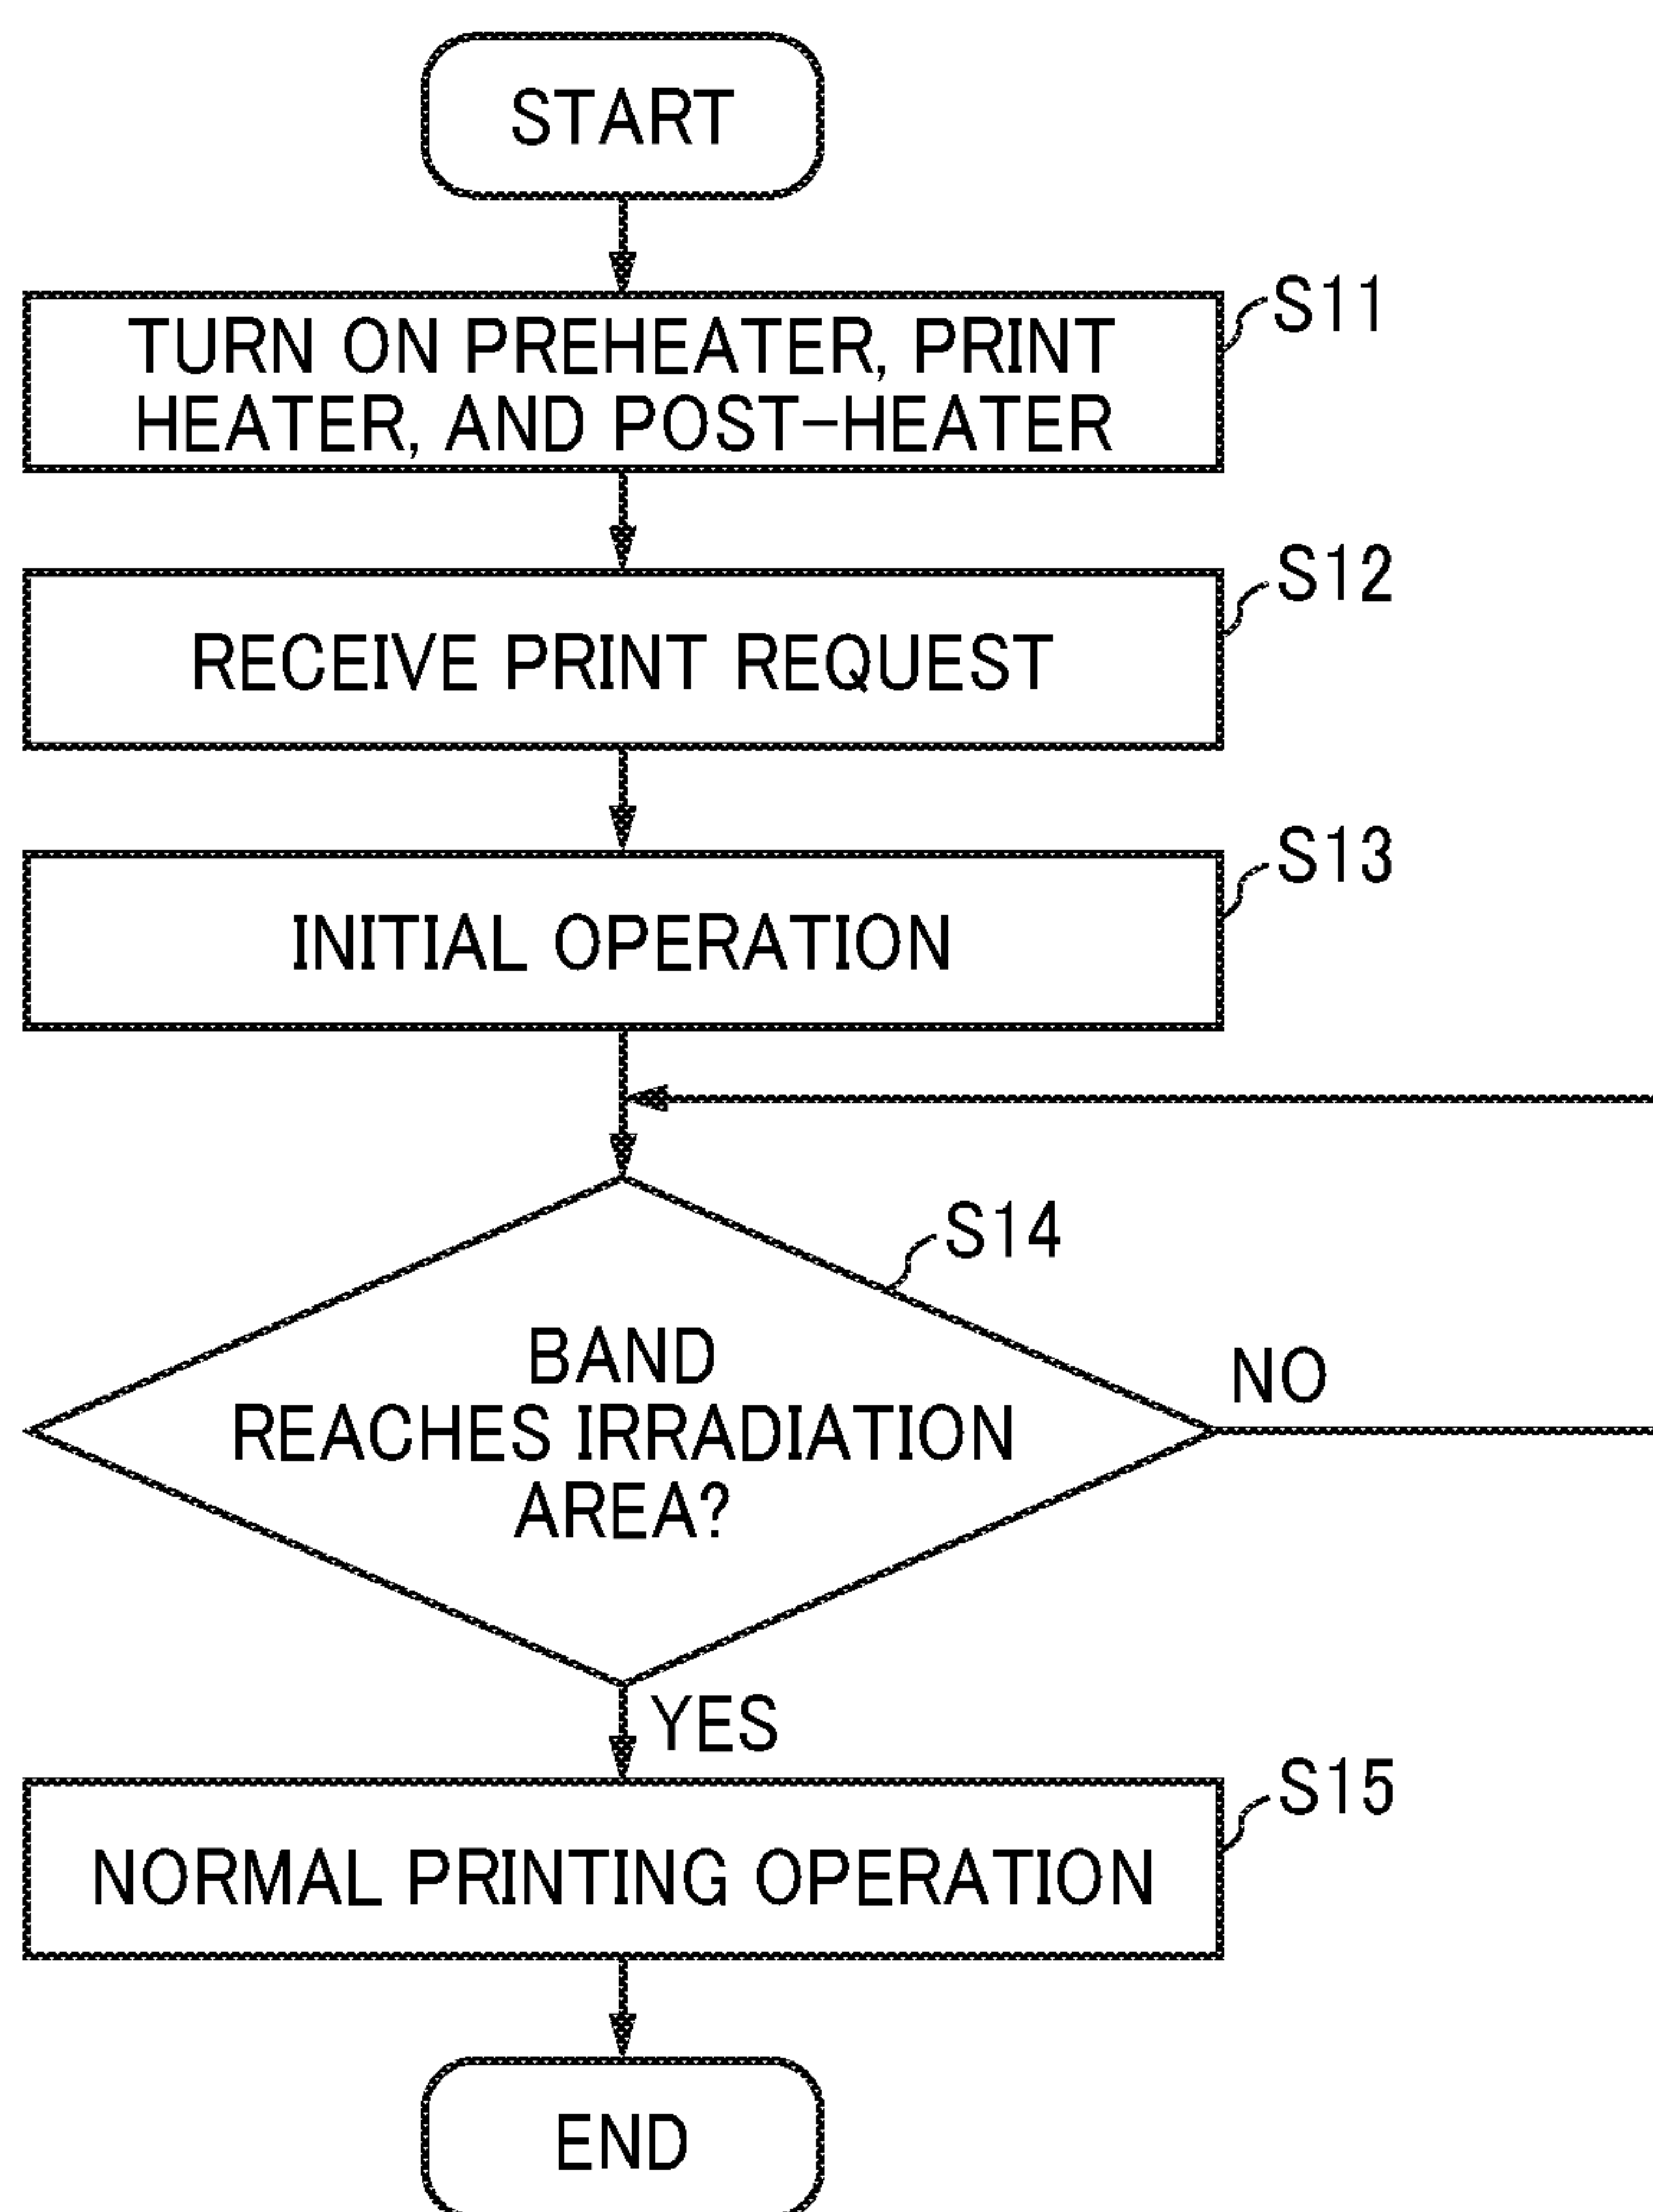 START
S11
TURN ON PREHEATER, PRINT
HEATER, AND POST-HEATER
S12
RECEIVE PRINT REQUEST
S13
INITIAL OPERATION
S14
BAND
REACHES IRRADIATION
AREA?
NO
YES
S15
NORMAL PRINTING OPERATION
END